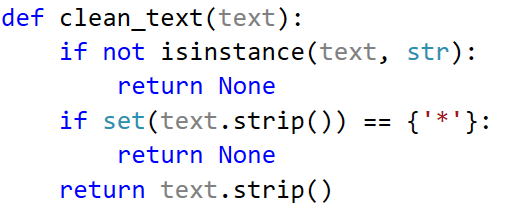 def clean_text(text):
    if not isinstance(text, str):
        return None
    if set(text.strip()) == {'*'}:
        return None
    return text.strip()